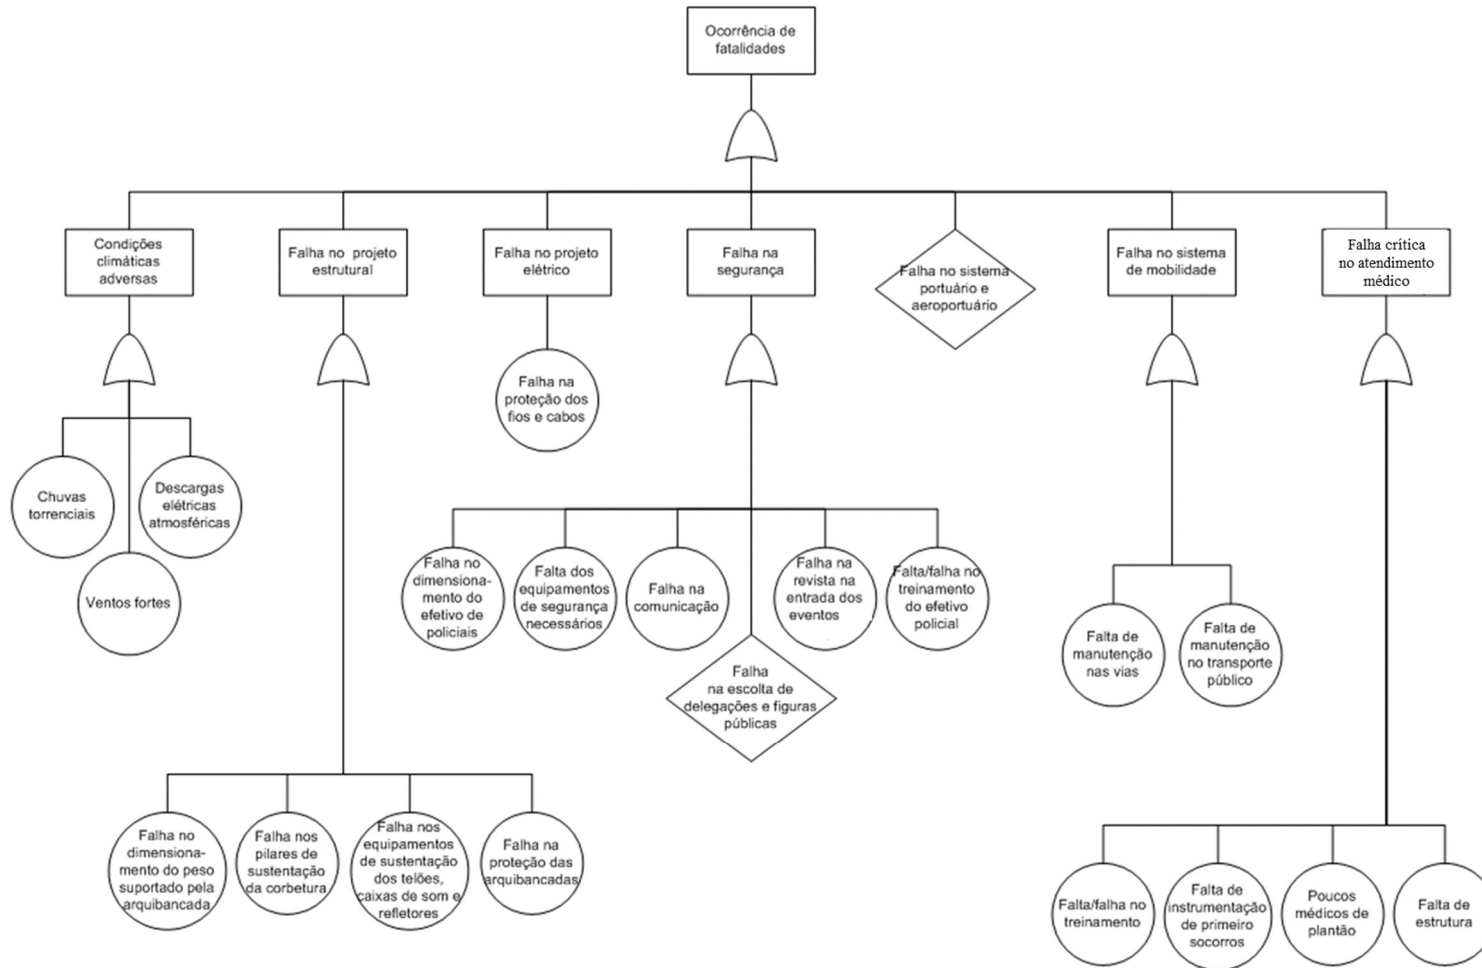 Ocorrência de
fatalidades
Condições
climáticas
adversas
Falha no projeto
estrutural
Falha no projeto
elétrico
Falha na
segurança
Falha no sistema
portuário e
aeroportuário
Falha no sistema
de mobilidade
Falha crítica
no atendimento
médico
Falha na
proteção dos
fios e cabos
Chuvas
torrenciais
Descargas
elétricas
atmosféricas
Ventos fortes
Falha no
dimensiona-
mento do
efetivo de
policiais
Falta dos
equipamentos
de segurança
necessários
Falha na
comunicação
Falha na
revista na
entrada dos
eventos
Falta/falha no
treinamento
do efetivo
policial
Falha
na escolta de
delegações e figuras
públicas
Falta de
manutenção
nas vias
Falta de
manutenção
no transporte
público
Falha no
dimensiona-
mento do peso
suportado pela
arquibancada
Falha nos
pilares de
sustentação
da corbetura
Falha nos
equipamentos
de sustentação
dos telões,
caixas de som e
refletores
Falha na
proteção das
arquibancadas
Falta/falha no
treinamento
Falta de
instrumentação
de primeiro
socorros
Poucos
médicos de
plantão
Falta de
estrutura